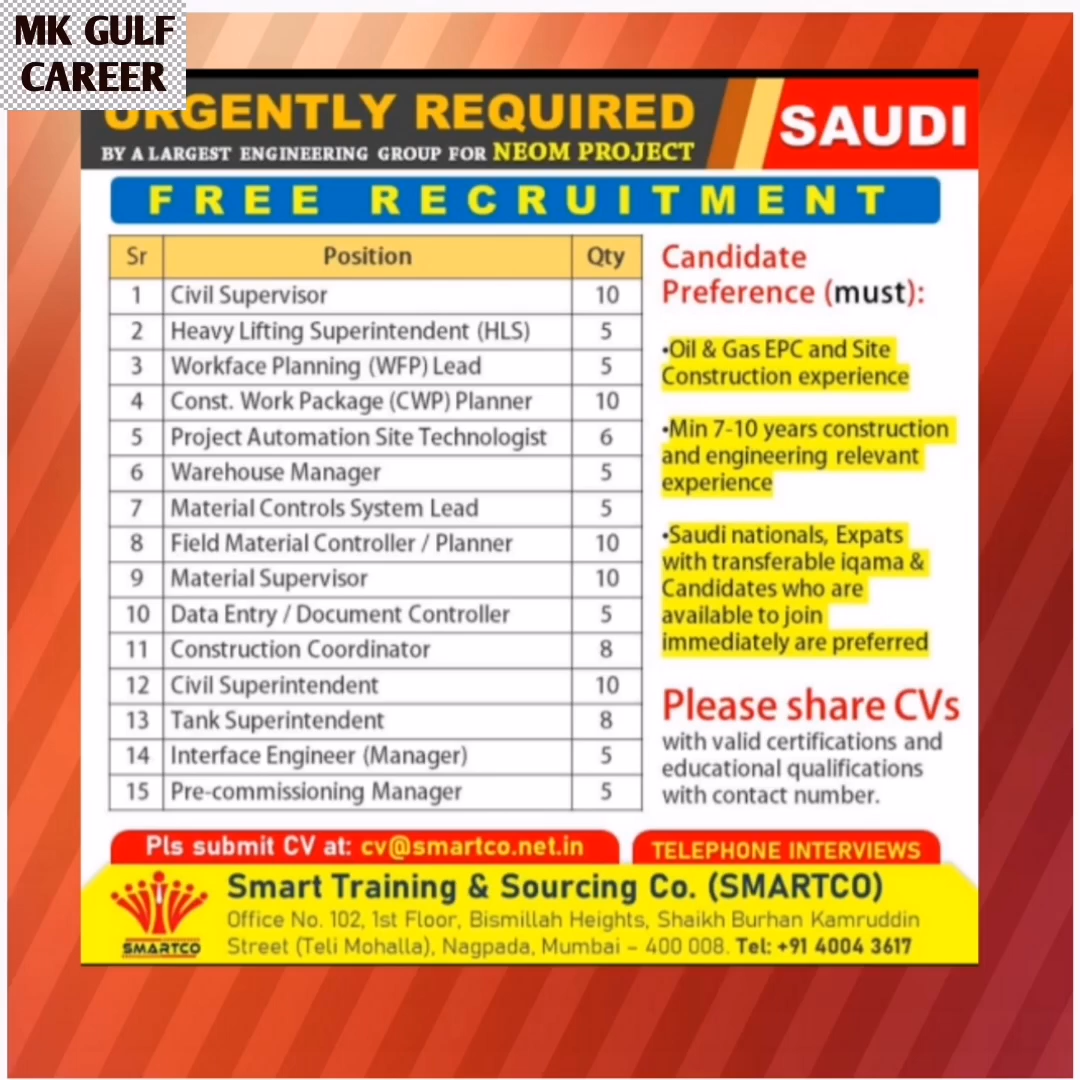 MK GULF
CAREER
URGENTLY REQUIRED
BY A LARGEST ENGINEERING GROUP FOR NEOM PROJECT
SAUDI
FREE RECRUITMENT
Sr Position Qty
1 Civil Supervisor 10
2 Heavy Lifting Superintendent (HLS) 5
3 Workface Planning (WFP) Lead 5
4 Const. Work Package (CWP) Planner 10
5 Project Automation Site Technologist 6
6 Warehouse Manager 5
7 Material Controls System Lead 5
8 Field Material Controller / Planner 10
9 Material Supervisor 10
10 Data Entry / Document Controller 5
11 Construction Coordinator 8
12 Civil Superintendent 10
13 Tank Superintendent 8
14 Interface Engineer (Manager) 5
15 Pre-commissioning Manager 5
Candidate
Preference (must):
•Oil & Gas EPC and Site
Construction experience
•Min 7-10 years construction
and engineering relevant
experience
•Saudi nationals, Expats
with transferable iqama &
Candidates who are
available to join
immediately are preferred
Please share CVs
with valid certifications and
educational qualifications
with contact number.
Pls submit CV at: cv@smartco.net.in
TELEPHONE INTERVIEWS
SMARTCO
Smart Training & Sourcing Co. (SMARTCO)
Office No. 102, 1st Floor, Bismillah Heights, Shaikh Burhan Kamruddin
Street (Teli Mohalla), Nagpada, Mumbai – 400 008. Tel: +91 4004 3617